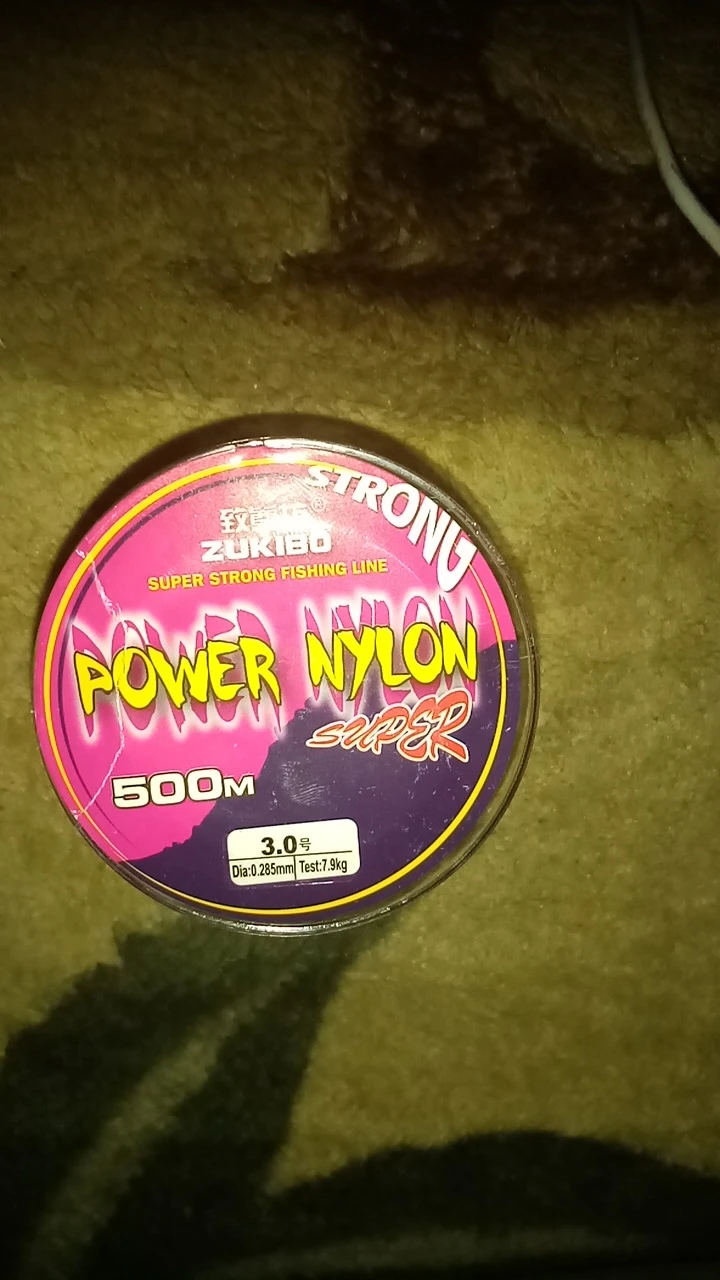 STRONG
ZUKIBO
SUPER STRONG FISHING LINE
POWER NYLON
SUPER
500M
3.0号
Dia:0.285mm Test:7.9kg